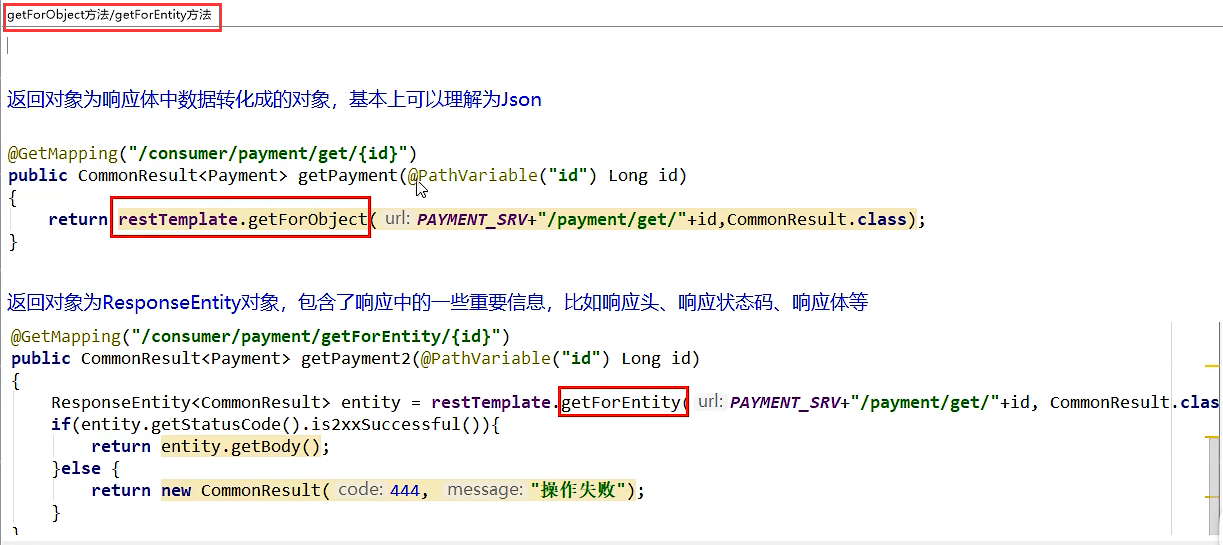 getForObject方法/getForEntity方法
返回对象为响应体中数据转化成的对象，基本上可以理解为Json
@GetMapping("/consumer/payment/get/{id}")
public CommonResult<Payment> getPayment(@PathVariable("id") Long id)
{
return restTemplate.getForObject( url: PAYMENT_SRV+"/payment/get/"+id,CommonResult.class);
}
返回对象为ResponseEntity对象，包含了响应中的一些重要信息，比如响应头、响应状态码、响应体等
@GetMapping("/consumer/payment/getForEntity/{id}")
public CommonResult<Payment> getPayment2(@PathVariable("id") Long id)
{
ResponseEntity<CommonResult> entity = restTemplate.getForEntity( url: PAYMENT_SRV+"/payment/get/"+id, CommonResult.clas
if(entity.getStatusCode().is2xxSuccessful()){
return entity.getBody();
}else {
return new CommonResult( code: 444, message: "操作失败");
}
}